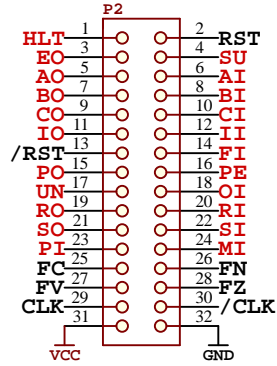 P2
HLT 1 2 RST
EO 3 4 SU
AO 5 6 AI
BO 7 8 BI
CO 9 10 CI
IO 11 12 II
/RST 13 14 FI
PO 15 16 PE
UN 17 18 OI
RO 19 20 RI
SO 21 22 SI
PI 23 24 MI
FC 25 26 FN
FV 27 28 FZ
CLK 29 30 /CLK
31 32
VCC GND